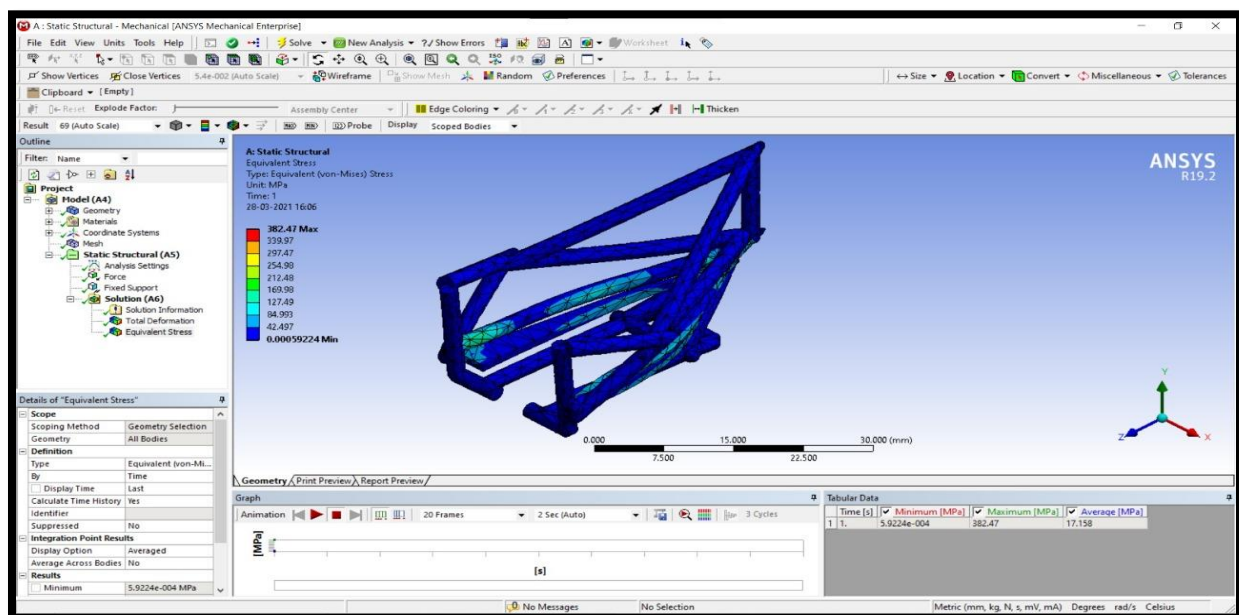 A : Static Structural - Mechanical [ANSYS Mechanical Enterprise]
File Edit View Units Tools Help Solve New Analysis ?/ Show Errors A Worksheet
Show Vertices Close Vertices 5.4e-002 (Auto Scale) Wireframe Show Mesh Random Preferences Size Location Convert Miscellaneous Tolerances
Clipboard [Empty]
Reset Explode Factor: Assembly Center Edge Coloring Thicken
Result 69 (Auto Scale) Probe Display Scoped Bodies
Outline
Filter: Name
Project
Model (A4)
Geometry
Materials
Coordinate Systems
Mesh
Static Structural (A5)
Analysis Settings
Force
Fixed Support
Solution (A6)
Solution Information
Total Deformation
Equivalent Stress
A: Static Structural
Equivalent Stress
Type: Equivalent (von-Mises) Stress
Unit: MPa
Time: 1
28-03-2021 16:06
382.47 Max
339.97
297.47
254.98
212.48
169.98
127.49
84.993
42.497
0.00059224 Min
ANSYS
R19.2
0.000 15.000 30.000 (mm)
7.500 22.500
Y
Z X
Geometry Print Preview Report Preview
Details of "Equivalent Stress"
Scope
Scoping Method Geometry Selection
Geometry All Bodies
Definition
Type Equivalent (von-Mi...
By Time
Display Time Last
Calculate Time History Yes
Identifier
Suppressed No
Integration Point Results
Display Option Averaged
Average Across Bodies No
Results
Minimum 5.9224e-004 MPa
Graph
Animation 20 Frames 2 Sec (Auto) 3 Cycles
[MPa]
[s]
Tabular Data
Time [s] Minimum [MPa] Maximum [MPa] Average [MPa]
1 1. 5.9224e-004 382.47 17.158
No Messages No Selection Metric (mm, kg, N, s, mV, mA) Degrees rad/s Celsius